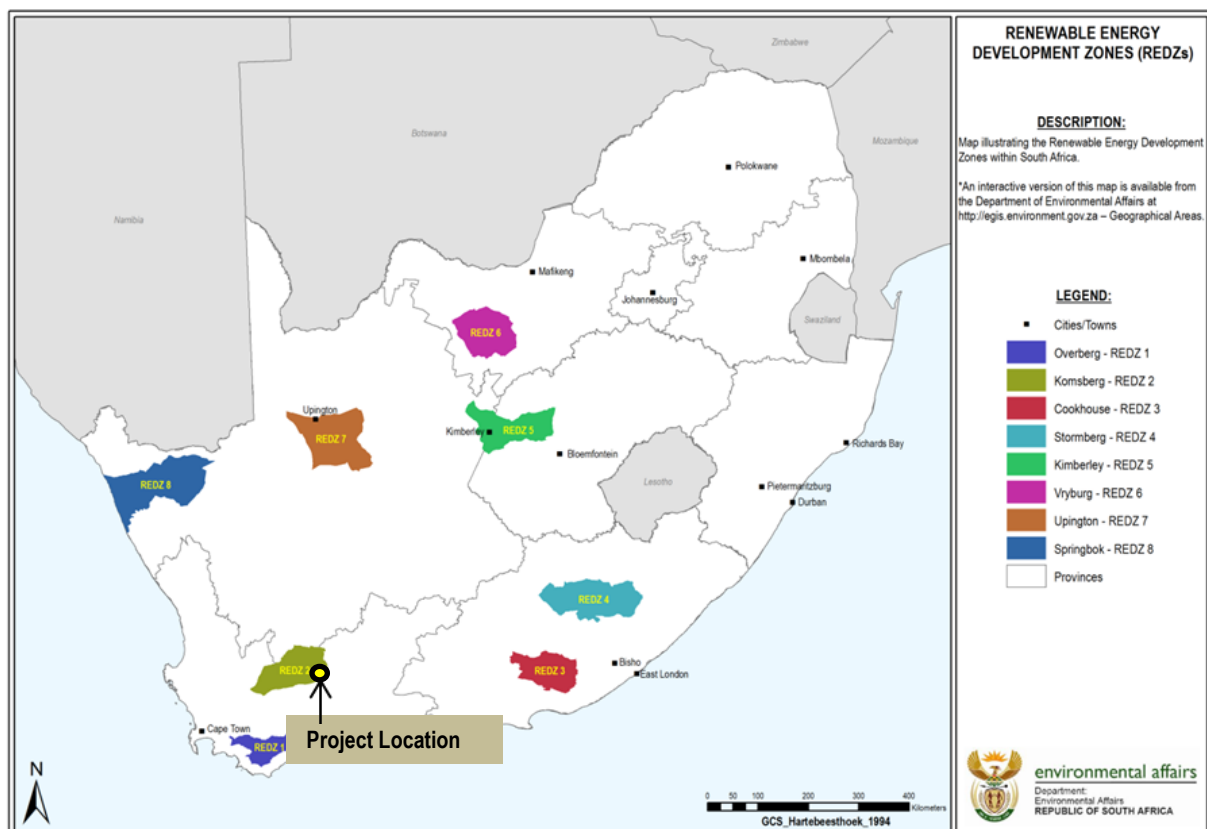 Zimbabwe
Botswana
Mozambique
Namibia
Polokwane
Mbombela
Mafikeng
Johannesburg
Swaziland
REDZ 6
Upington
REDZ 7
Kimberley
REDZ 5
Bloemfontein
Richards Bay
Lesotho
REDZ 8
Pietermaritzburg
Durban
REDZ 4
REDZ 2
REDZ 3
Bisho
East London
Cape Town
REDZ 1
Project Location
N
0 50 100 200 300 400
Kilometers
GCS_Hartebeesthoek_1994
RENEWABLE ENERGY
DEVELOPMENT ZONES (REDZs)
DESCRIPTION:
Map illustrating the Renewable Energy Development
Zones within South Africa.
*An interactive version of this map is available from
the Department of Environmental Affairs at
http://egis.environment.gov.za – Geographical Areas.
LEGEND:
Cities/Towns
Overberg - REDZ 1
Komsberg - REDZ 2
Cookhouse - REDZ 3
Stormberg - REDZ 4
Kimberley - REDZ 5
Vryburg - REDZ 6
Upington - REDZ 7
Springbok - REDZ 8
Provinces
environmental affairs
Department:
Environmental Affairs
REPUBLIC OF SOUTH AFRICA